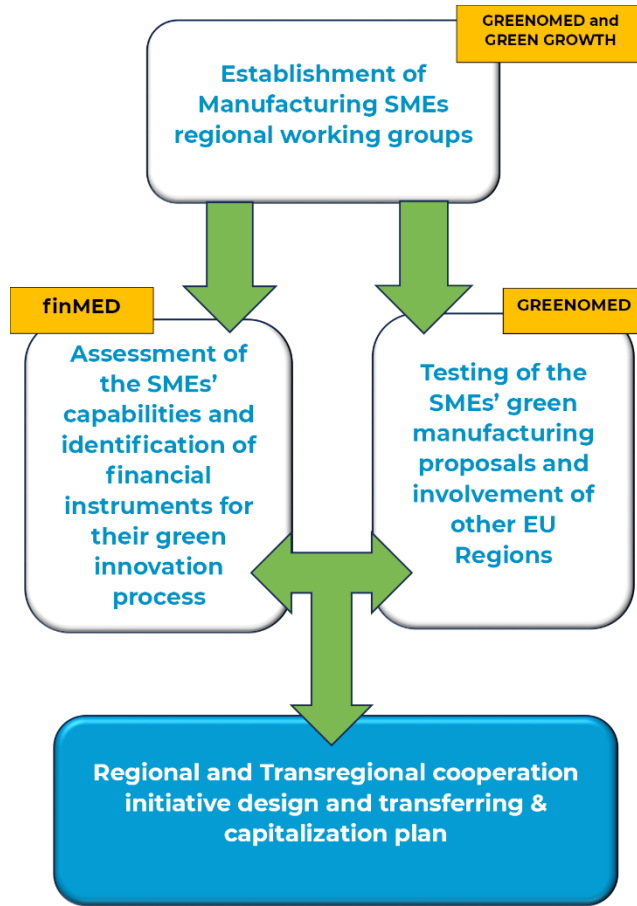 GREENOMED and
GREEN GROWTH
Establishment of
Manufacturing SMEs
regional working groups
finMED
Assessment of
the SMEs’
capabilities and
identification of
financial
instruments for
their green
innovation
process
GREENOMED
Testing of the
SMEs’ green
manufacturing
proposals and
involvement of
other EU
Regions
Regional and Transregional cooperation
initiative design and transferring &
capitalization plan